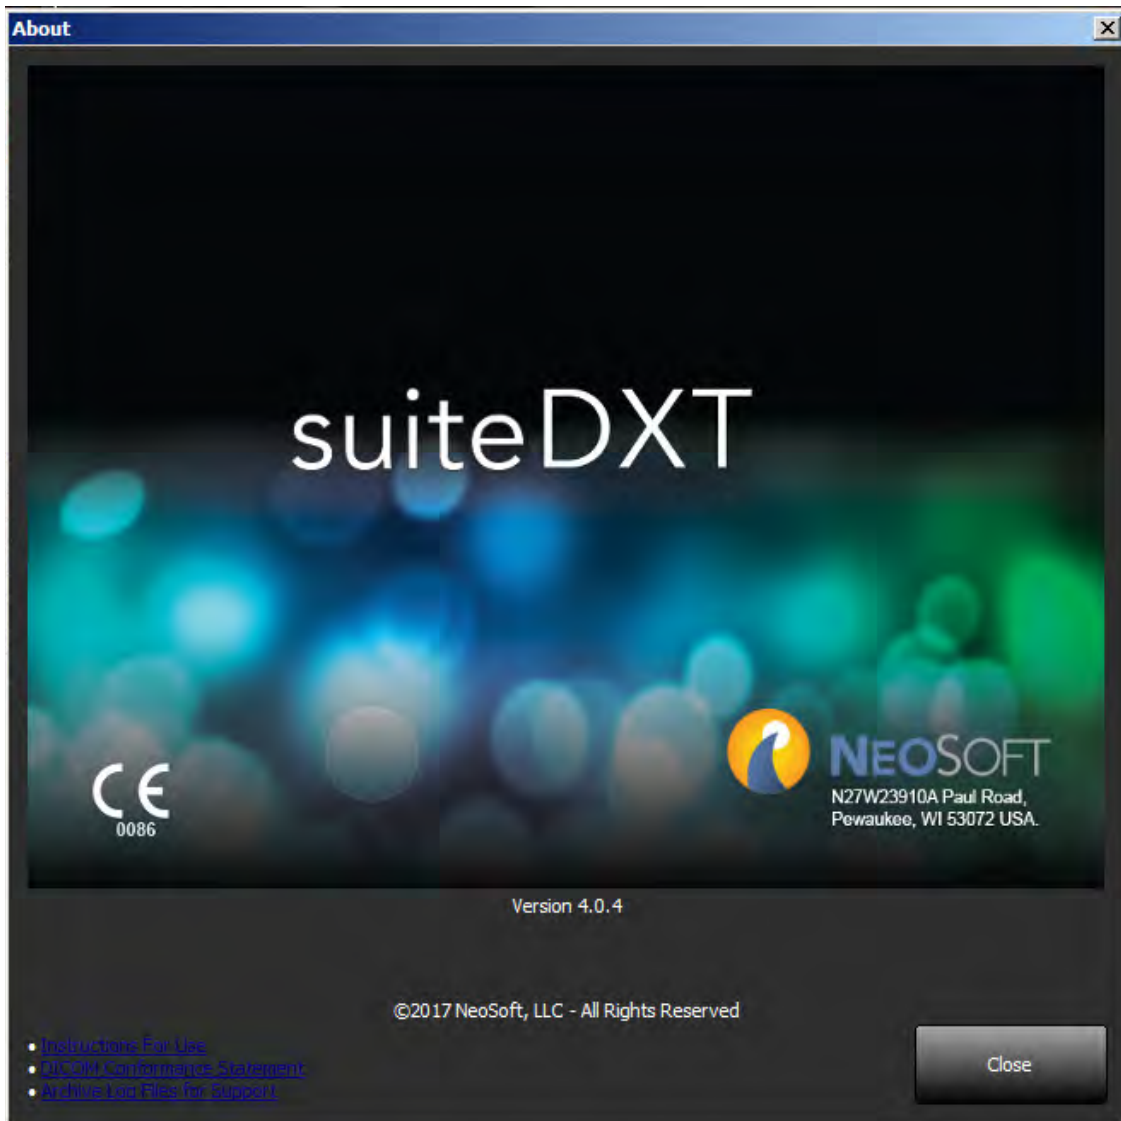 About
suiteDXT
CE
0086
NEOSOFT
N27W23910A Paul Road,
Pewaukee, WI 53072 USA.
Version 4.0.4
©2017 NeoSoft, LLC - All Rights Reserved
Instructions For Use
DICOM Conformance Statement
Archive Log Files for Support
Close